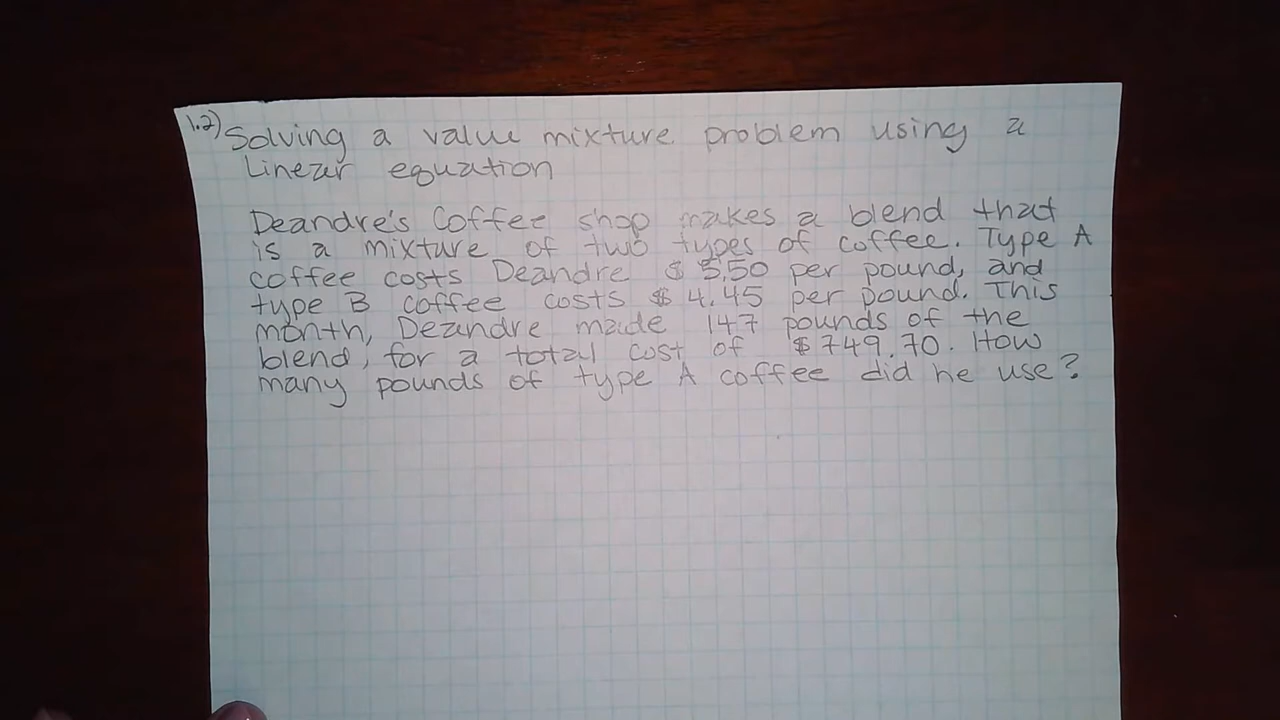 1.2) Solving a value mixture problem using a
linear equation
Deandre's Coffee shop makes a blend that
is a mixture of two types of coffee. Type A
coffee costs Deandre $ 5.50 per pound, and
type B coffee costs $ 4.45 per pound. This
month, Deandre made 147 pounds of the
blend, for a total cost of $749.70. How
many pounds of type A coffee did he use?